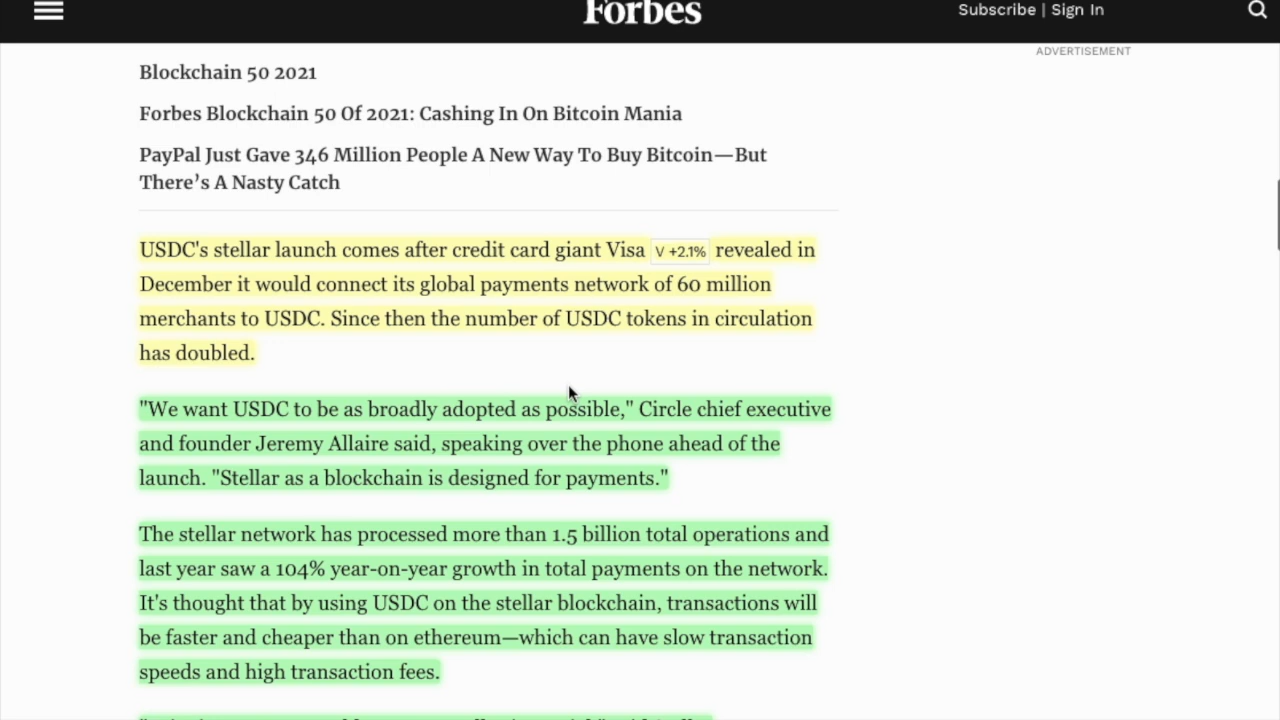 Forbes
Subscribe | Sign In
ADVERTISEMENT
Blockchain 50 2021
Forbes Blockchain 50 Of 2021: Cashing In On Bitcoin Mania
PayPal Just Gave 346 Million People A New Way To Buy Bitcoin—But
There’s A Nasty Catch
USDC's stellar launch comes after credit card giant Visa V +2.1% revealed in
December it would connect its global payments network of 60 million
merchants to USDC. Since then the number of USDC tokens in circulation
has doubled.
"We want USDC to be as broadly adopted as possible," Circle chief executive
and founder Jeremy Allaire said, speaking over the phone ahead of the
launch. "Stellar as a blockchain is designed for payments."
The stellar network has processed more than 1.5 billion total operations and
last year saw a 104% year-on-year growth in total payments on the network.
It's thought that by using USDC on the stellar blockchain, transactions will
be faster and cheaper than on ethereum—which can have slow transaction
speeds and high transaction fees.